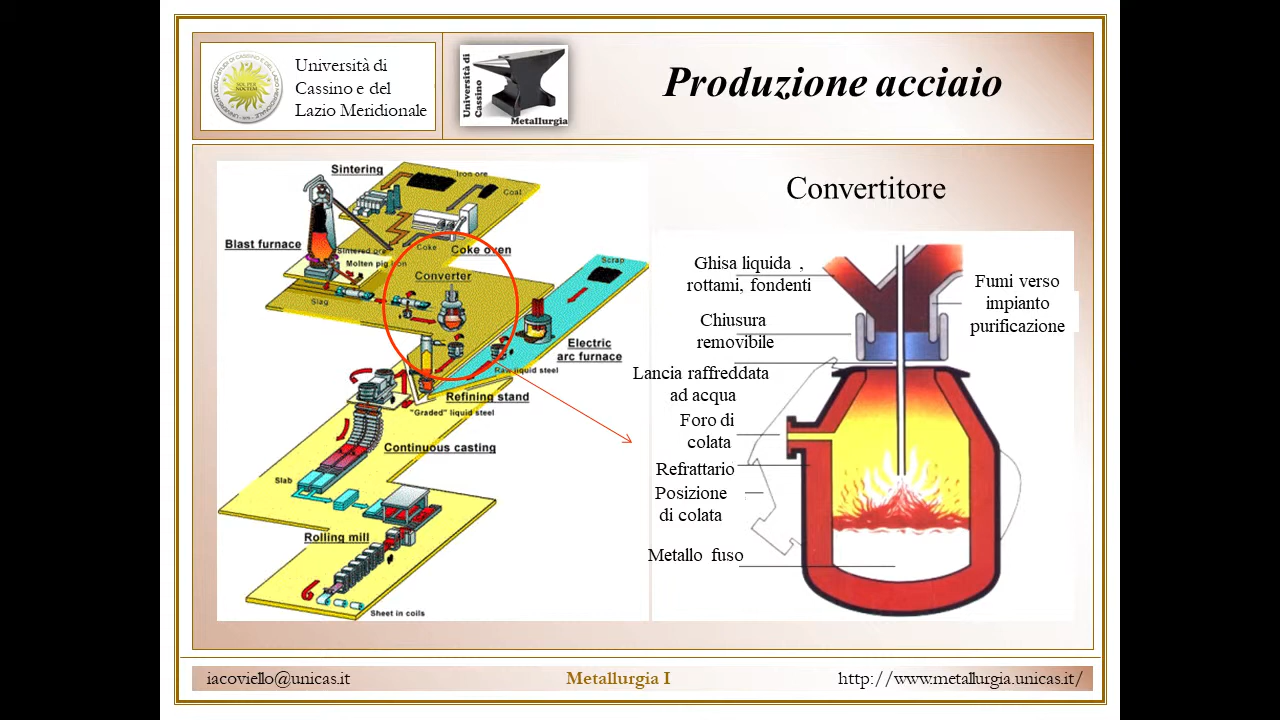 Università di
Cassino e del
Lazio Meridionale
Università di
Cassino
Metallurgia
Produzione acciaio
Convertitore
Sintering
Iron ore
Coal
Blast furnace
Sintered ore
Coke
Coke oven
Molten pig iron
Converter
Scrap
Slag
Electric
arc furnace
Raw liquid steel
Refining stand
"Graded" liquid steel
Continuous casting
Slab
Rolling mill
Sheet in coils
Ghisa liquida ,
rottami, fondenti
Fumi verso
impianto
purificazione
Chiusura
removibile
Lancia raffreddata
ad acqua
Foro di
colata
Refrattario
Posizione
di colata
Metallo fuso
iacoviello@unicas.it
Metallurgia I
http://www.metallurgia.unicas.it/